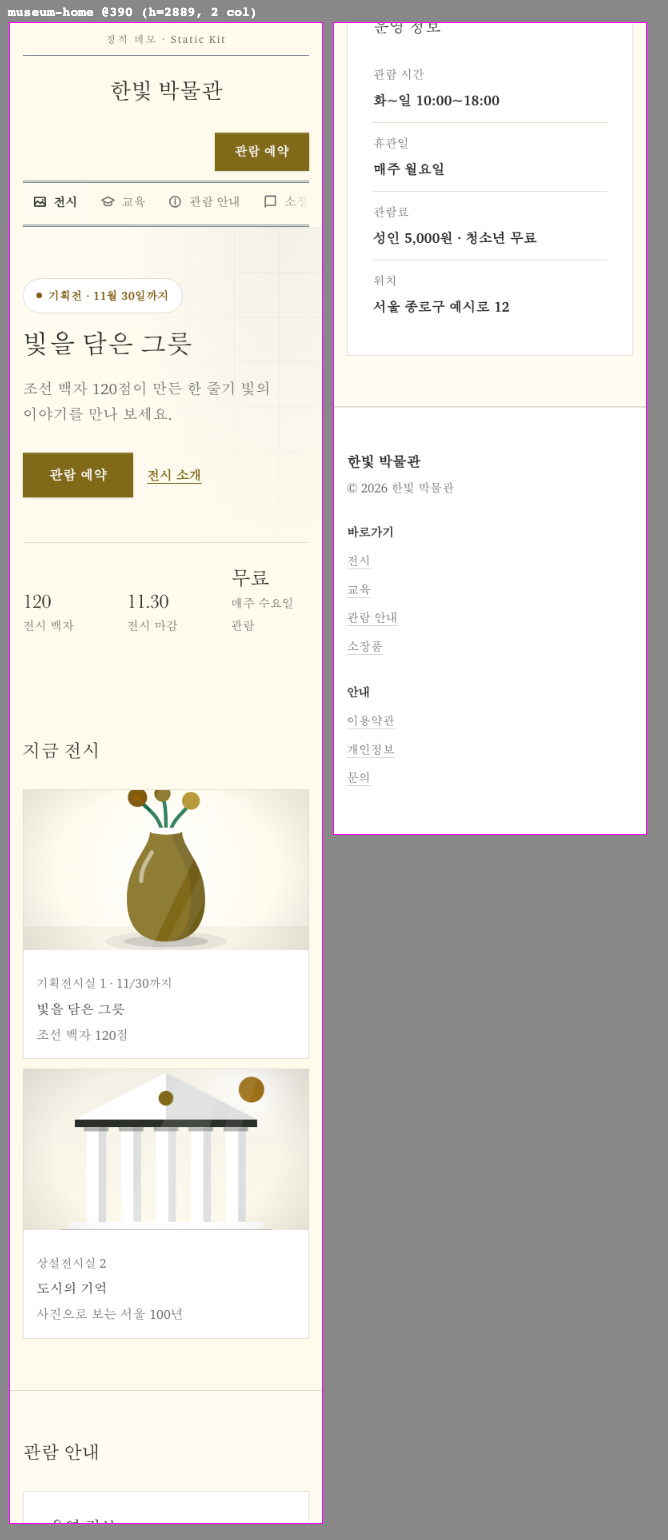 museum-home @390 (h=2889, 2 col)
정적 데모 · Static Kit
한빛 박물관
관람 예약
전시
교육
관람 안내
소장
기획전 · 11월 30일까지
빛을 담은 그릇
조선 백자 120점이 만든 한 줄기 빛의
이야기를 만나 보세요.
관람 예약
전시 소개
120
전시 백자
11.30
전시 마감
무료
매주 수요일
관람
지금 전시
기획전시실 1 · 11/30까지
빛을 담은 그릇
조선 백자 120점
상설전시실 2
도시의 기억
사진으로 보는 서울 100년
관람 안내
운영 정보
관람 시간
화~일 10:00~18:00
휴관일
매주 월요일
관람료
성인 5,000원 · 청소년 무료
위치
서울 종로구 예시로 12
한빛 박물관
© 2026 한빛 박물관
바로가기
전시
교육
관람 안내
소장품
안내
이용약관
개인정보
문의